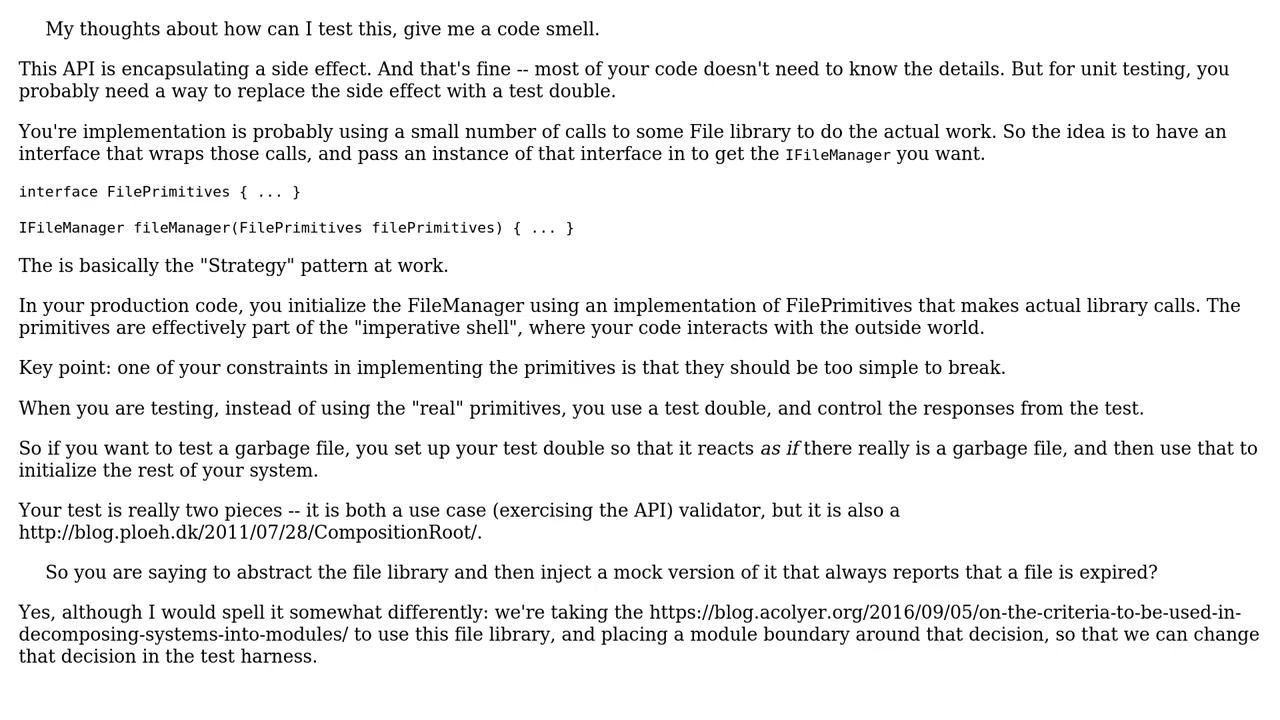 My thoughts about how can I test this, give me a code smell.
This API is encapsulating a side effect. And that's fine -- most of your code doesn't need to know the details. But for unit testing, you
probably need a way to replace the side effect with a test double.
You're implementation is probably using a small number of calls to some File library to do the actual work. So the idea is to have an
interface that wraps those calls, and pass an instance of that interface in to get the IFileManager you want.
interface FilePrimitives { ... }
IFileManager fileManager(FilePrimitives filePrimitives) { ... }
The is basically the "Strategy" pattern at work.
In your production code, you initialize the FileManager using an implementation of FilePrimitives that makes actual library calls. The
primitives are effectively part of the "imperative shell", where your code interacts with the outside world.
Key point: one of your constraints in implementing the primitives is that they should be too simple to break.
When you are testing, instead of using the "real" primitives, you use a test double, and control the responses from the test.
So if you want to test a garbage file, you set up your test double so that it reacts as if there really is a garbage file, and then use that to
initialize the rest of your system.
Your test is really two pieces -- it is both a use case (exercising the API) validator, but it is also a
http://blog.ploeh.dk/2011/07/28/CompositionRoot/.
So you are saying to abstract the file library and then inject a mock version of it that always reports that a file is expired?
Yes, although I would spell it somewhat differently: we're taking the https://blog.acolyer.org/2016/09/05/on-the-criteria-to-be-used-in-
decomposing-systems-into-modules/ to use this file library, and placing a module boundary around that decision, so that we can change
that decision in the test harness.